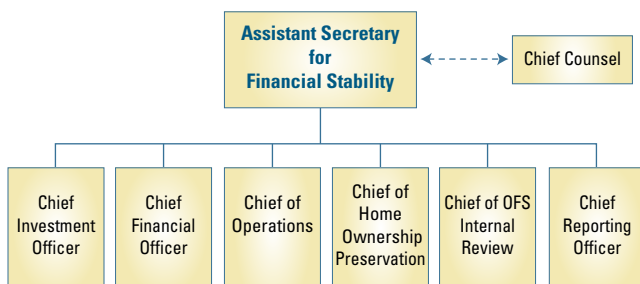 Assistant Secretary
for
Financial Stability
Chief Counsel
Chief
Investment
Officer
Chief
Financial
Officer
Chief of
Operations
Chief of
Home
Ownership
Preservation
Chief of OFS
Internal
Review
Chief
Reporting
Officer